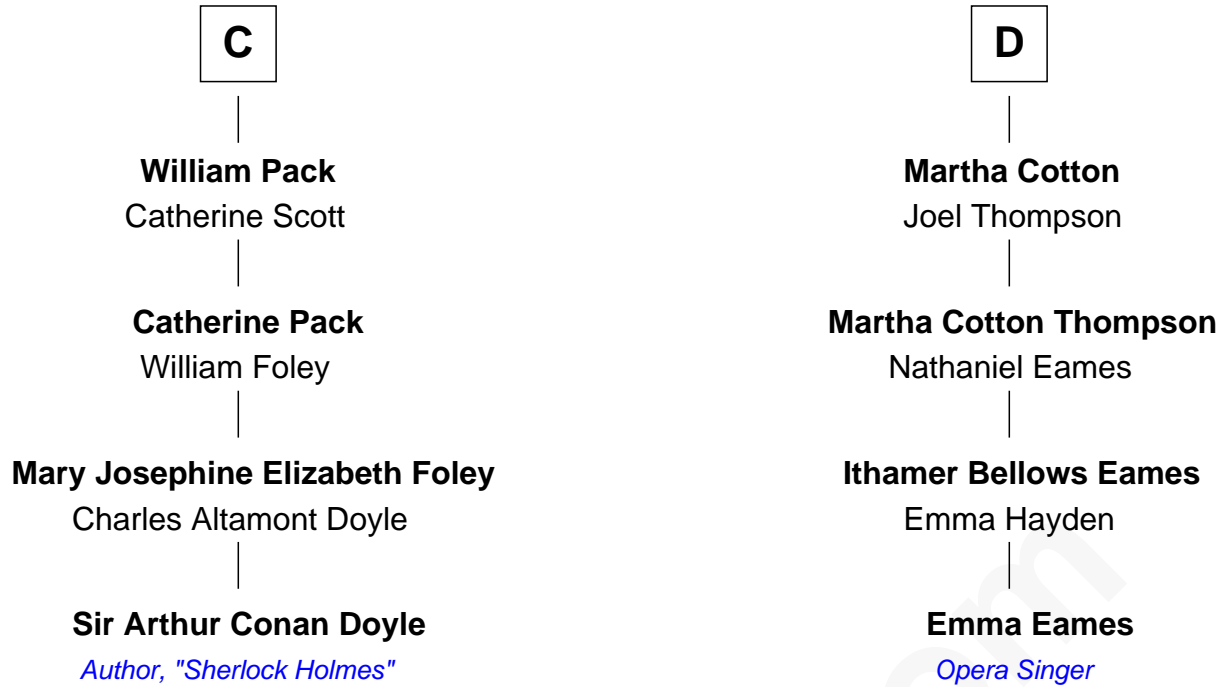 C
William Pack
Catherine Scott
Catherine Pack
William Foley
Mary Josephine Elizabeth Foley
Charles Altamont Doyle
Sir Arthur Conan Doyle
Author, "Sherlock Holmes"
D
Martha Cotton
Joel Thompson
Martha Cotton Thompson
Nathaniel Eames
Ithamer Bellows Eames
Emma Hayden
Emma Eames
Opera Singer